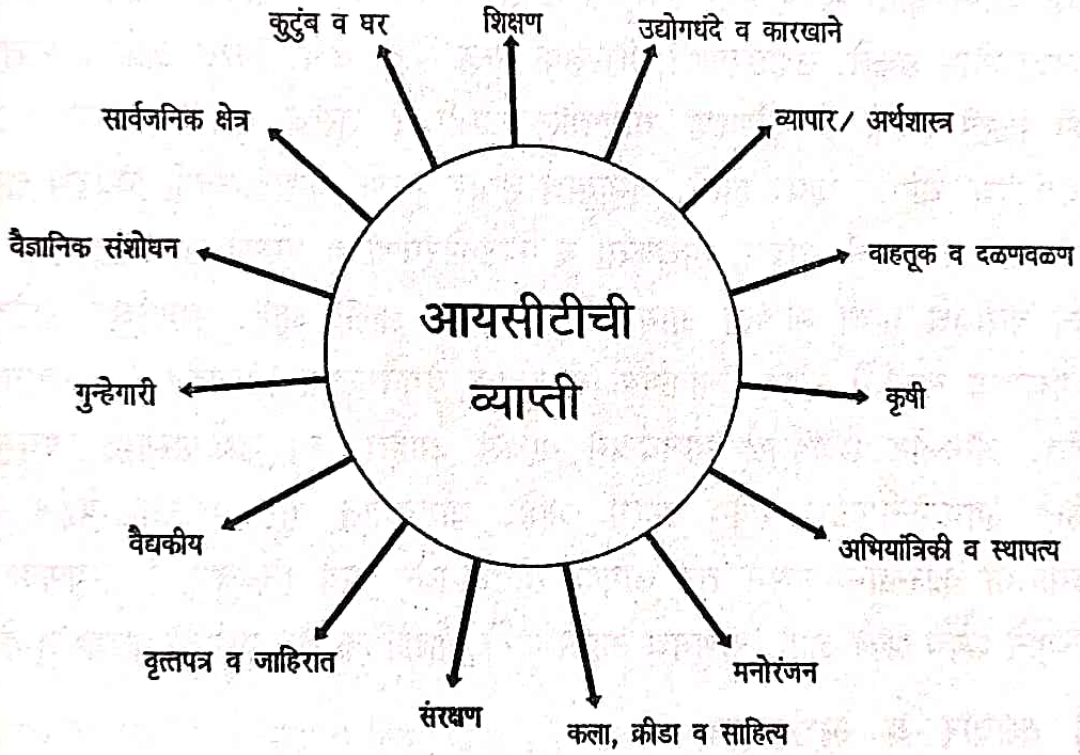 कुटुंब व घर
शिक्षण
उद्योगधंदे व कारखाने
सार्वजनिक क्षेत्र
व्यापार/ अर्थशास्त्र
वैज्ञानिक संशोधन
वाहतूक व दळणवळण
आयसीटीची
व्याप्ती
गुन्हेगारी
कृषी
वैद्यकीय
अभियांत्रिकी व स्थापत्य
वृत्तपत्र व जाहिरात
मनोरंजन
संरक्षण
कला, क्रीडा व साहित्य